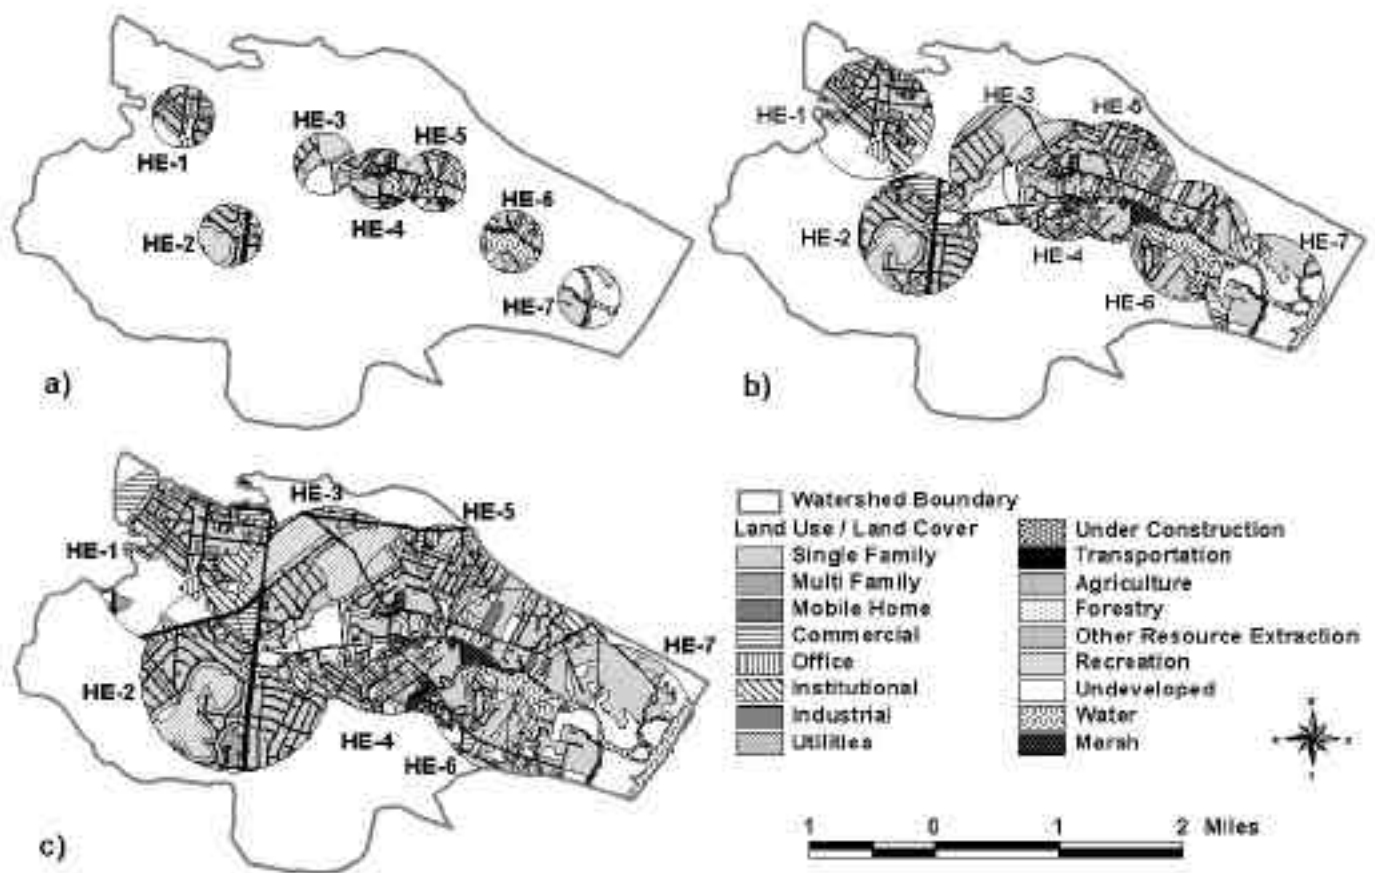 HE-1
HE-3
HE-5
HE-4
HE-2
HE-6
HE-7
a)
HE-3
HE-5
HE-1
HE-2
HE-4
HE-7
HE-6
b)
HE-3
HE-5
HE-1
HE-2
HE-4
HE-6
HE-7
c)
Watershed Boundary
Land Use / Land Cover
Single Family
Multi Family
Mobile Home
Commercial
Office
Institutional
Industrial
Utilities
Under Construction
Transportation
Agriculture
Forestry
Other Resource Extraction
Recreation
Undeveloped
Water
Marsh
1 0 1 2 Miles